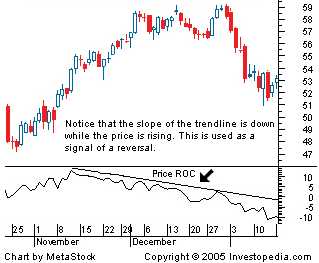 59
58
57
56
55
54
53
52
51
50
49
48
47
Notice that the slope of the trendline is down
while the price is rising. This is used as a
signal of a reversal.
Price ROC
10
5
0
-5
-10
25 1 8 15 22 29 6 13 20 27 3 10
November December
Chart by MetaStock Copyright © 2005 Investopedia.com